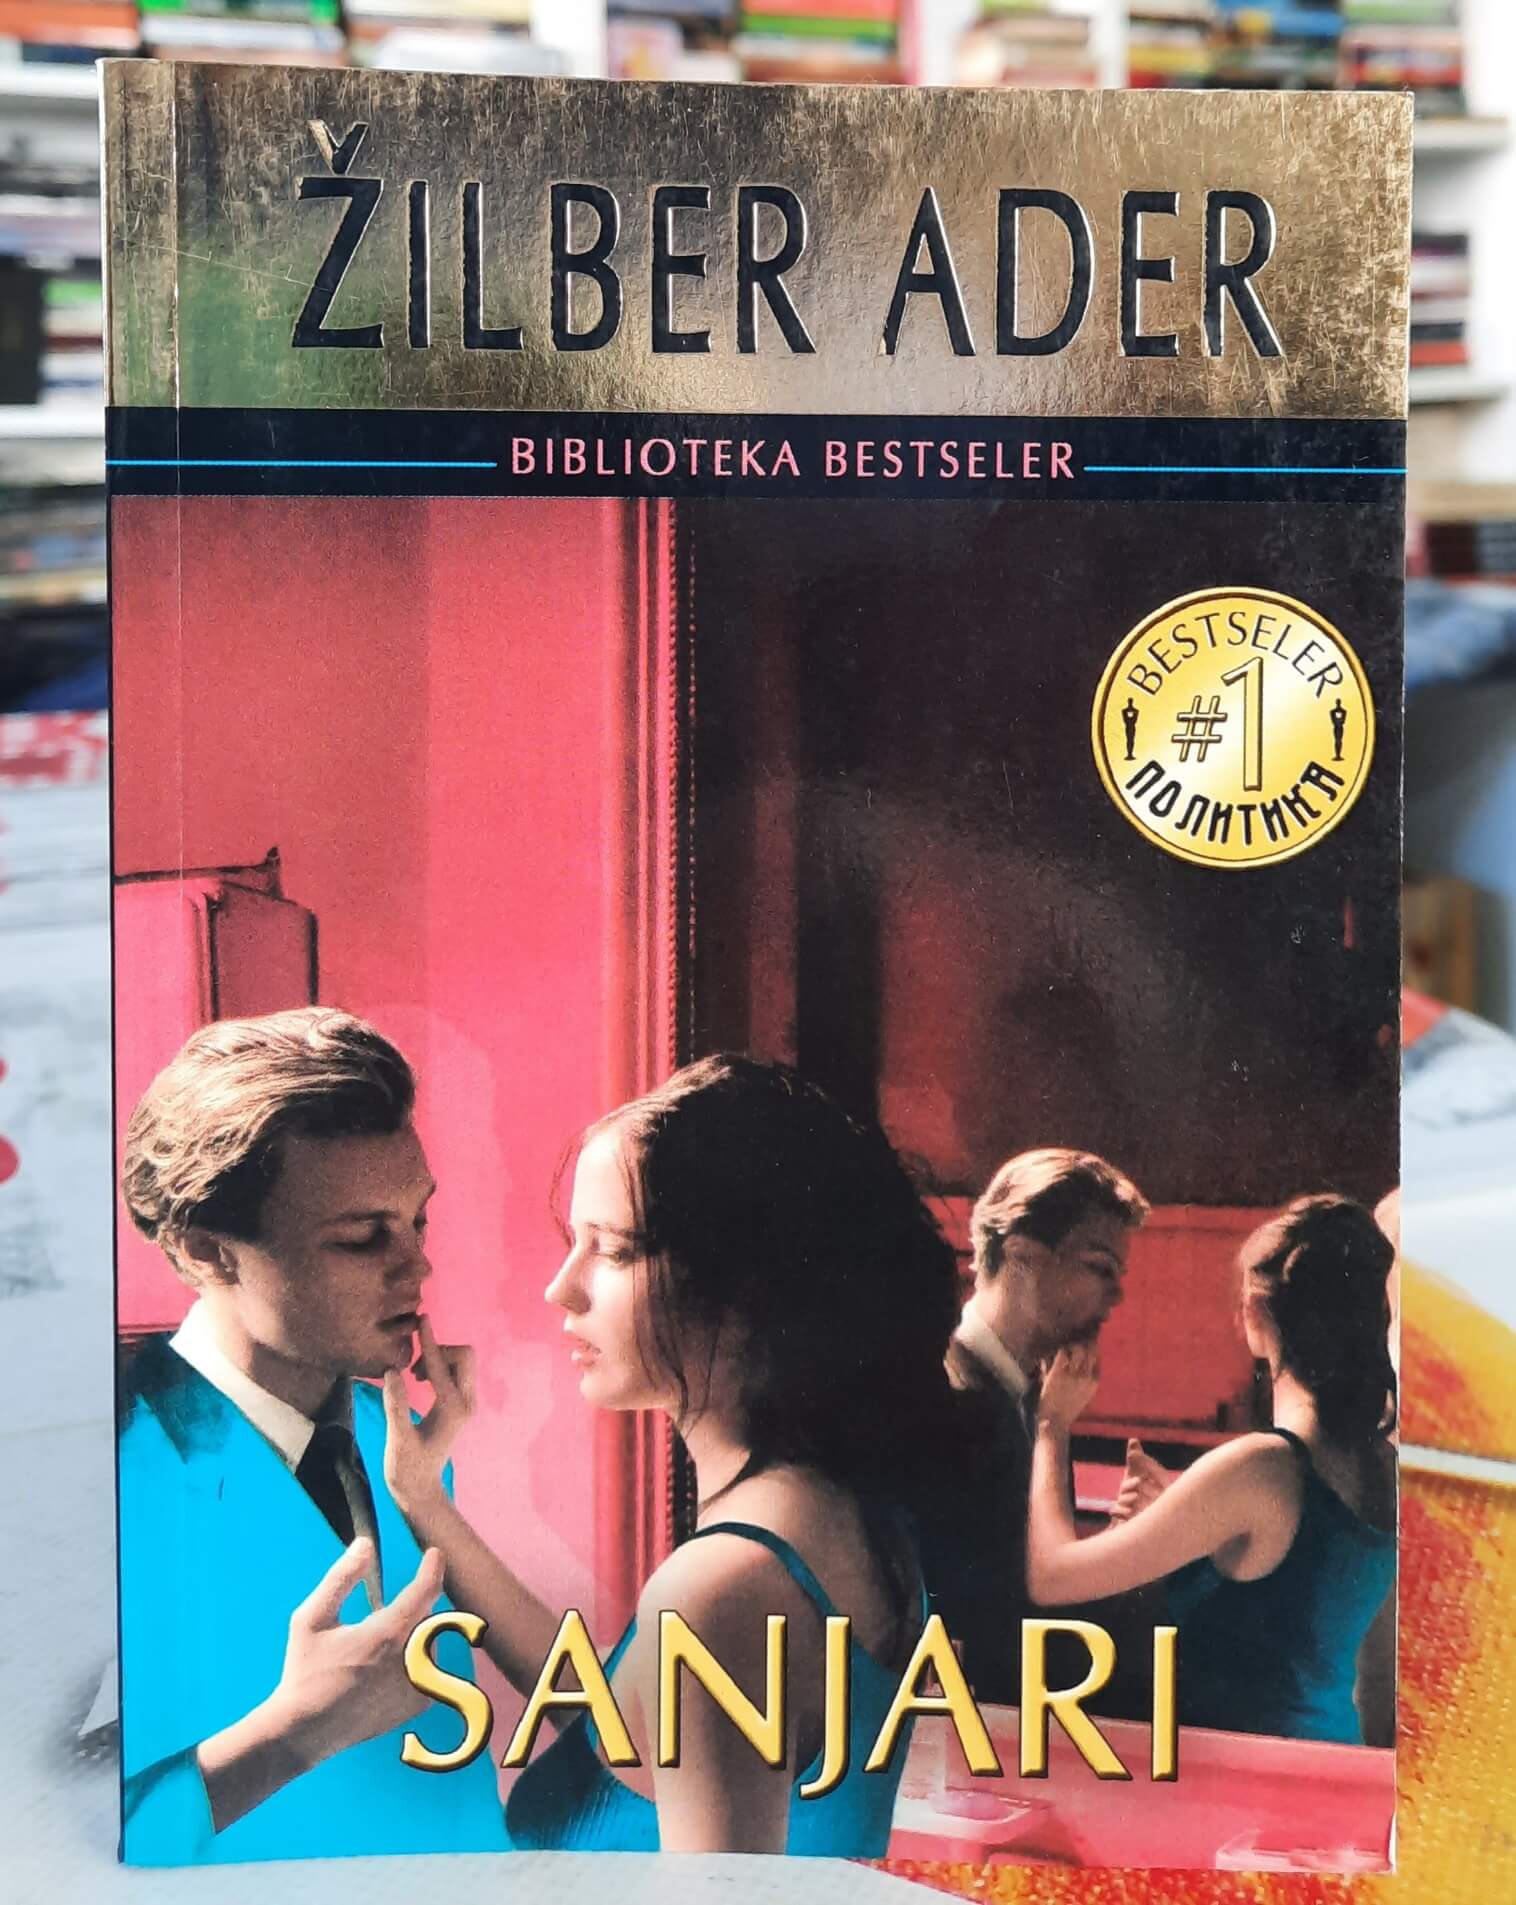 ŽILBER ADER
BIBLIOTEKA BESTSELER
BESTSELER
#1
ПОЛИТИКА
SANJARI